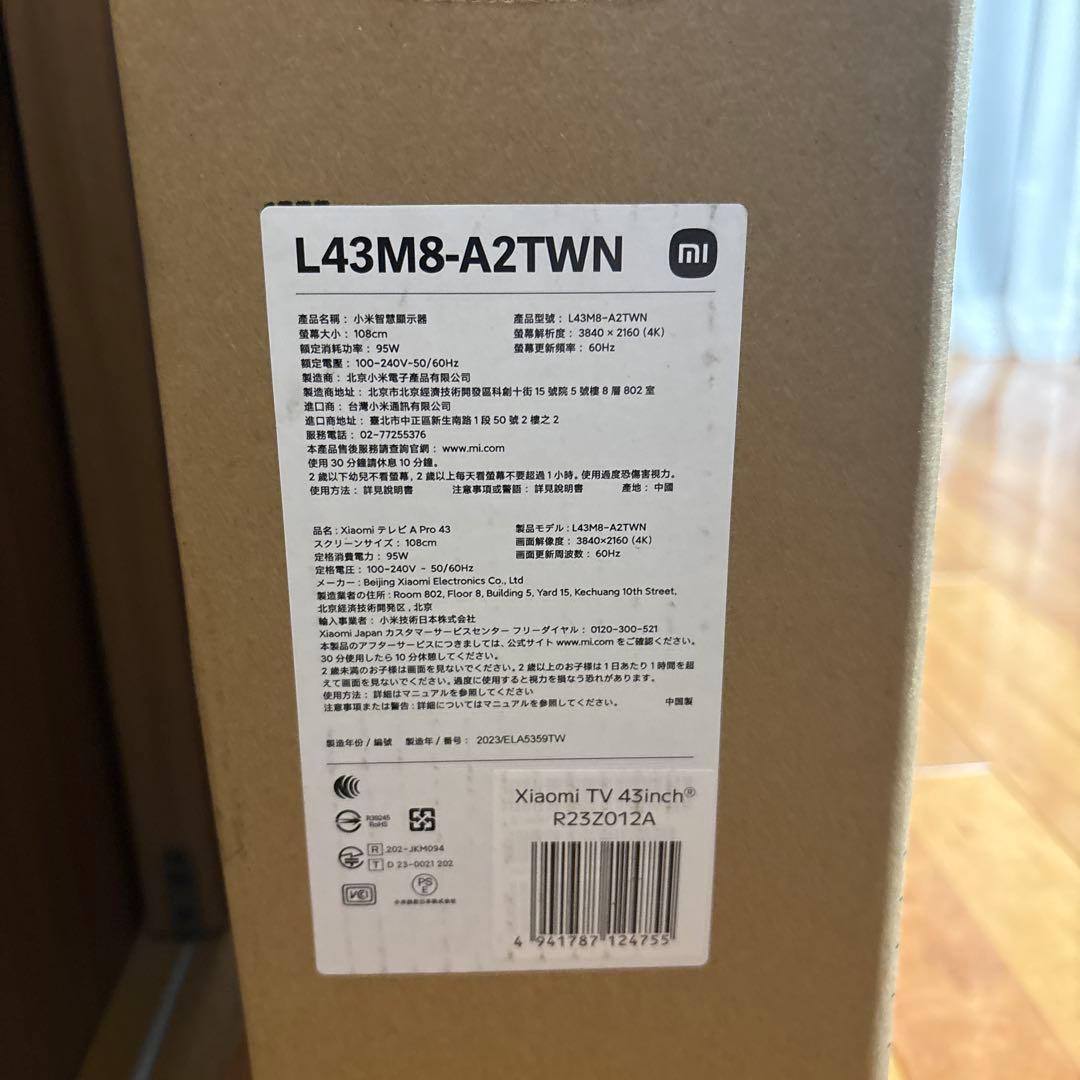 L43M8-A2TWN
mi
產品名稱： 小米智慧顯示器 產品型號： L43M8-A2TWN
螢幕大小： 108cm 螢幕解析度： 3840 × 2160 (4K)
額定消耗功率： 95W 螢幕更新頻率： 60Hz
額定電壓： 100-240V~50/60Hz
製造商： 北京小米電子產品有限公司
製造商地址： 北京市北京經濟技術開發區科創十街 15 號院 5 號樓 8 層 802 室
進口商： 台灣小米通訊有限公司
進口商地址： 臺北市中正區新生南路 1 段 50 號 2 樓之 2
服務電話： 02-77255376
本產品售後服務請查詢官網： www.mi.com
使用 30 分鐘請休息 10 分鐘。
2 歲以下幼兒不看螢幕，2 歲以上每天看螢幕不要超過 1 小時。使用過度恐傷害視力。
使用方法： 詳見說明書 注意事項或警語： 詳見說明書 產地： 中國
品名 : Xiaomi テレビ A Pro 43 製品モデル : L43M8-A2TWN
スクリーンサイズ： 108cm 画面解像度： 3840×2160 (4K)
定格消費電力： 95W 画面更新周波数： 60Hz
定格電圧： 100-240V ~ 50/60Hz
メーカー : Beijing Xiaomi Electronics Co., Ltd
製造業者の住所 : Room 802, Floor 8, Building 5, Yard 15, Kechuang 10th Street,
北京経済技術開発区 , 北京
輸入事業者： 小米技術日本株式会社
Xiaomi Japan カスタマーサービスセンター フリーダイヤル： 0120-300-521
本製品のアフターサービスにつきましては、公式サイト www.mi.com をご確認ください。
30 分使用したら 10 分休憩してください。
2 歳未満のお子様は画面を見ないでください。2 歳以上のお子様は 1 日あたり 1 時間を超
えて画面を見ないでください。過度に使用すると視力を損なう恐れがあります。
使用方法： 詳細はマニュアルを参照してください
注意事項または警告 : 詳細についてはマニュアルを参照してください。 中国製
製造年份 / 編號 製造年 / 番号： 2023/ELA5359TW
Xiaomi TV 43inch®
R23Z012A
R39245
RoHS
R 202-JKM094
T D 23-0021 202
VCCI
PS
E
4 941787 124755